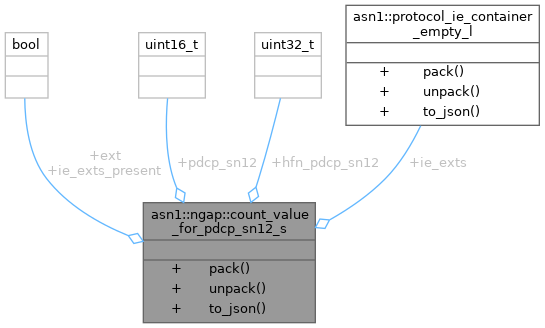 bool
uint16_t
uint32_t
asn1::protocol_ie_container
_empty_l
+ pack()
+ unpack()
+ to_json()
+ext
+ie_exts_present
+pdcp_sn12
+hfn_pdcp_sn12
+ie_exts
asn1::ngap::count_value
_for_pdcp_sn12_s
+ pack()
+ unpack()
+ to_json()